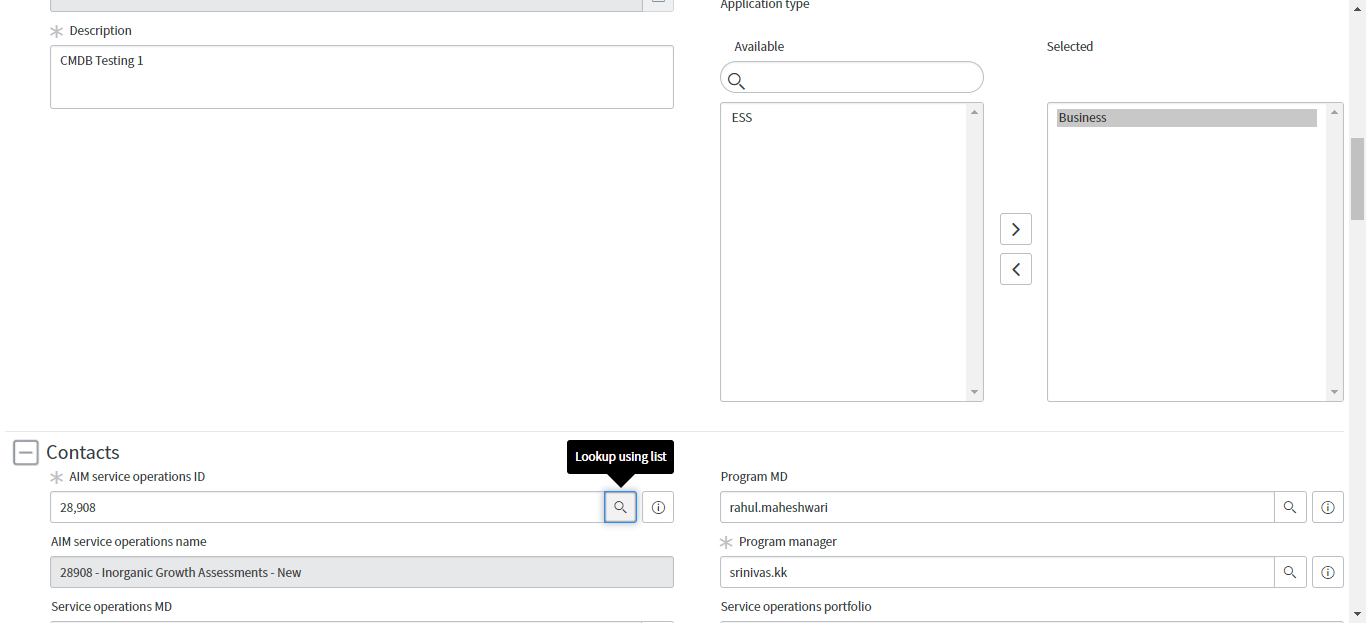 Application type
Description
CMDB Testing 1
Available
Selected
ESS
Business
Contacts
Lookup using list
AIM service operations ID
Program MD
28,908
rahul.maheshwari
AIM service operations name
Program manager
28908 - Inorganic Growth Assessments - New
srinivas.kk
Service operations MD
Service operations portfolio